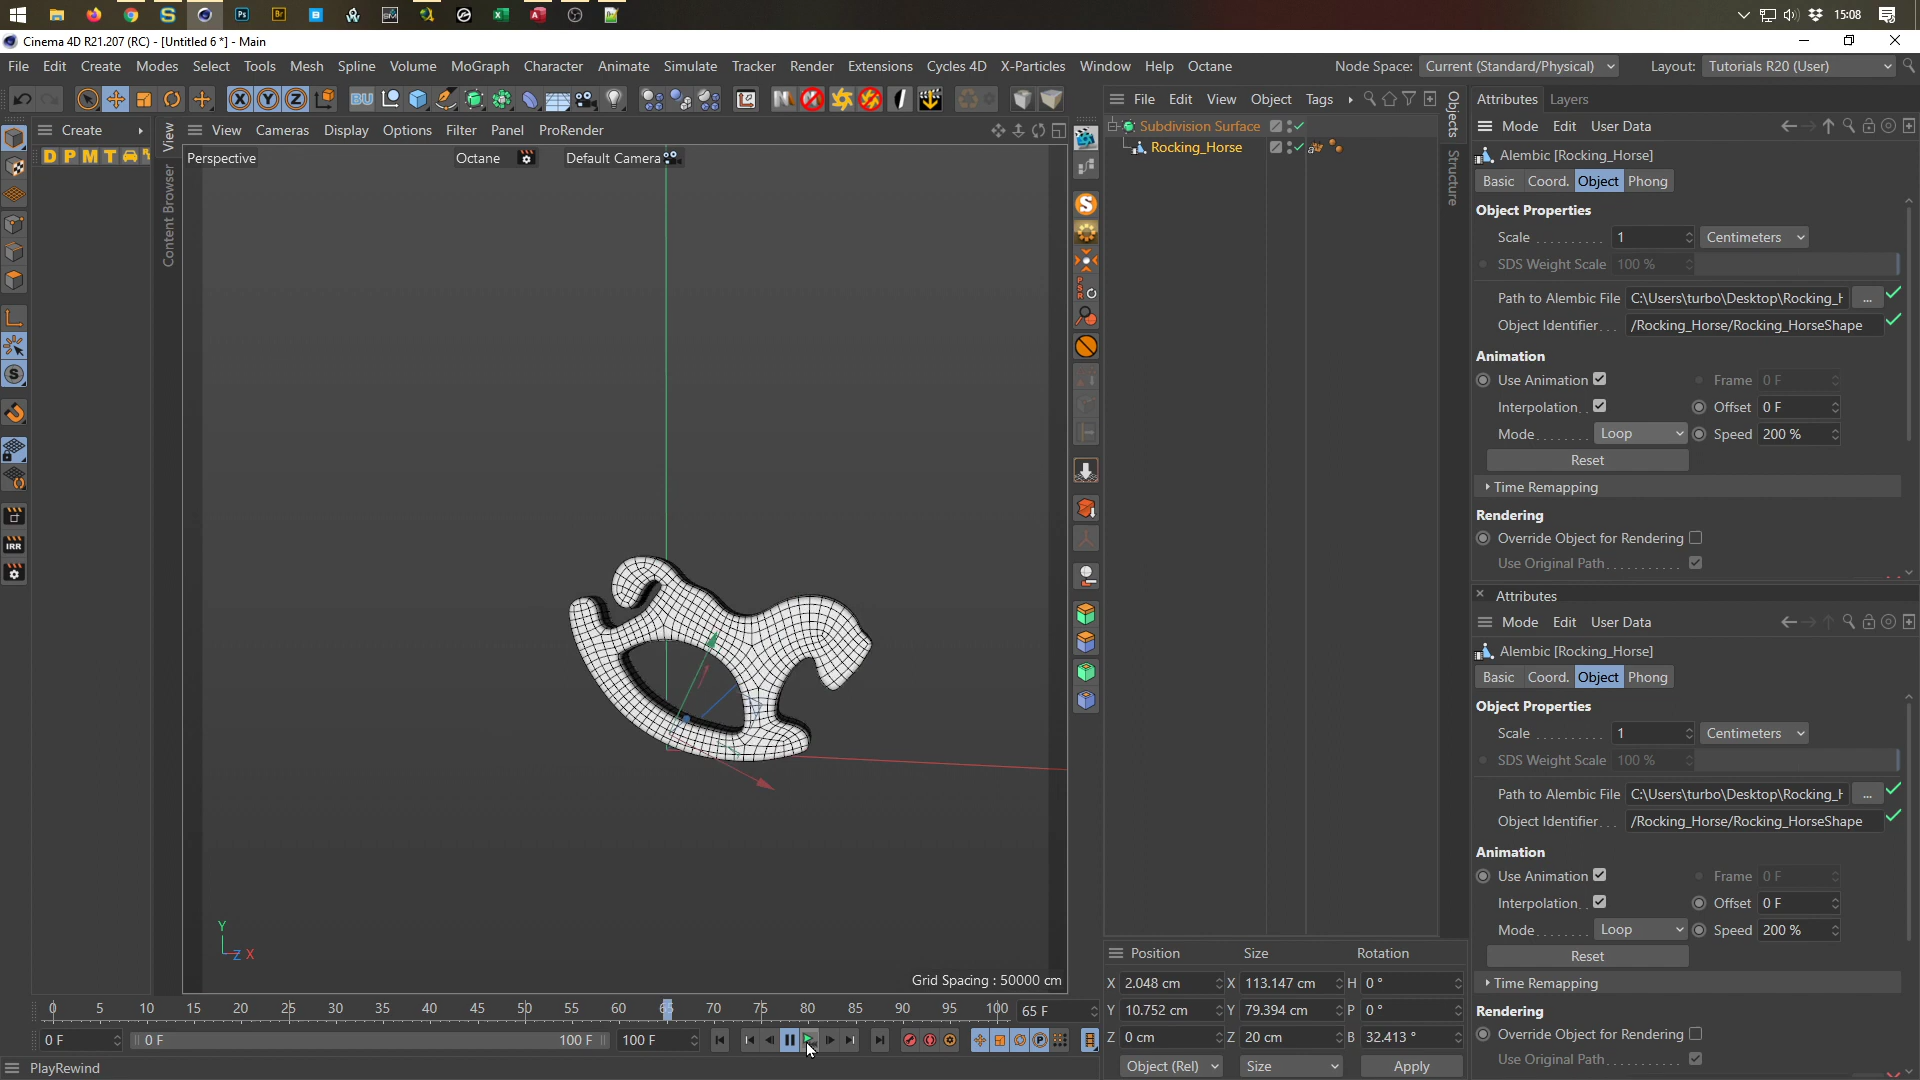 15:08
Cinema 4D R21.207 (RC) - [Untitled 6 *] - Main
File Edit Create Modes Select Tools Mesh Spline Volume MoGraph Character Animate Simulate Tracker Render Extensions Cycles 4D X-Particles Window Help Octane Node Space: Current (Standard/Physical) Layout: Tutorials R20 (User)
X Y Z BU
File Edit View Object Tags
Attributes Layers
Create
View Cameras Display Options Filter Panel ProRender
Subdivision Surface
Rocking_Horse
Mode Edit User Data
D P M T
Perspective Octane Default Camera
View
Content Browser
Objects
Structure
Alembic [Rocking_Horse]
Basic Coord. Object Phong
Object Properties
Scale 1 Centimeters
SDS Weight Scale 100 %
Path to Alembic File C:\Users\turbo\Desktop\Rocking_H ...
Object Identifier /Rocking_Horse/Rocking_HorseShape
Animation
Use Animation Frame 0 F
Interpolation Offset 0 F
Mode Loop Speed 200 %
Reset
Time Remapping
Rendering
Override Object for Rendering
Use Original Path
Attributes
Mode Edit User Data
Alembic [Rocking_Horse]
Basic Coord. Object Phong
Object Properties
Scale 1 Centimeters
SDS Weight Scale 100 %
Path to Alembic File C:\Users\turbo\Desktop\Rocking_H ...
Object Identifier /Rocking_Horse/Rocking_HorseShape
Animation
Use Animation Frame 0 F
Interpolation Offset 0 F
Mode Loop Speed 200 %
Reset
Time Remapping
Rendering
Override Object for Rendering
Use Original Path
IRR
PSR
Y
Z X
Grid Spacing : 50000 cm
Position Size Rotation
X 2.048 cm X 113.147 cm H 0 °
Y 10.752 cm Y 79.394 cm P 0 °
Z 0 cm Z 20 cm B 32.413 °
Object (Rel) Size Apply
0 5 10 15 20 25 30 35 40 45 50 55 60 65 70 75 80 85 90 95 100 65 F
0 F 0 F 100 F 100 F
PlayRewind